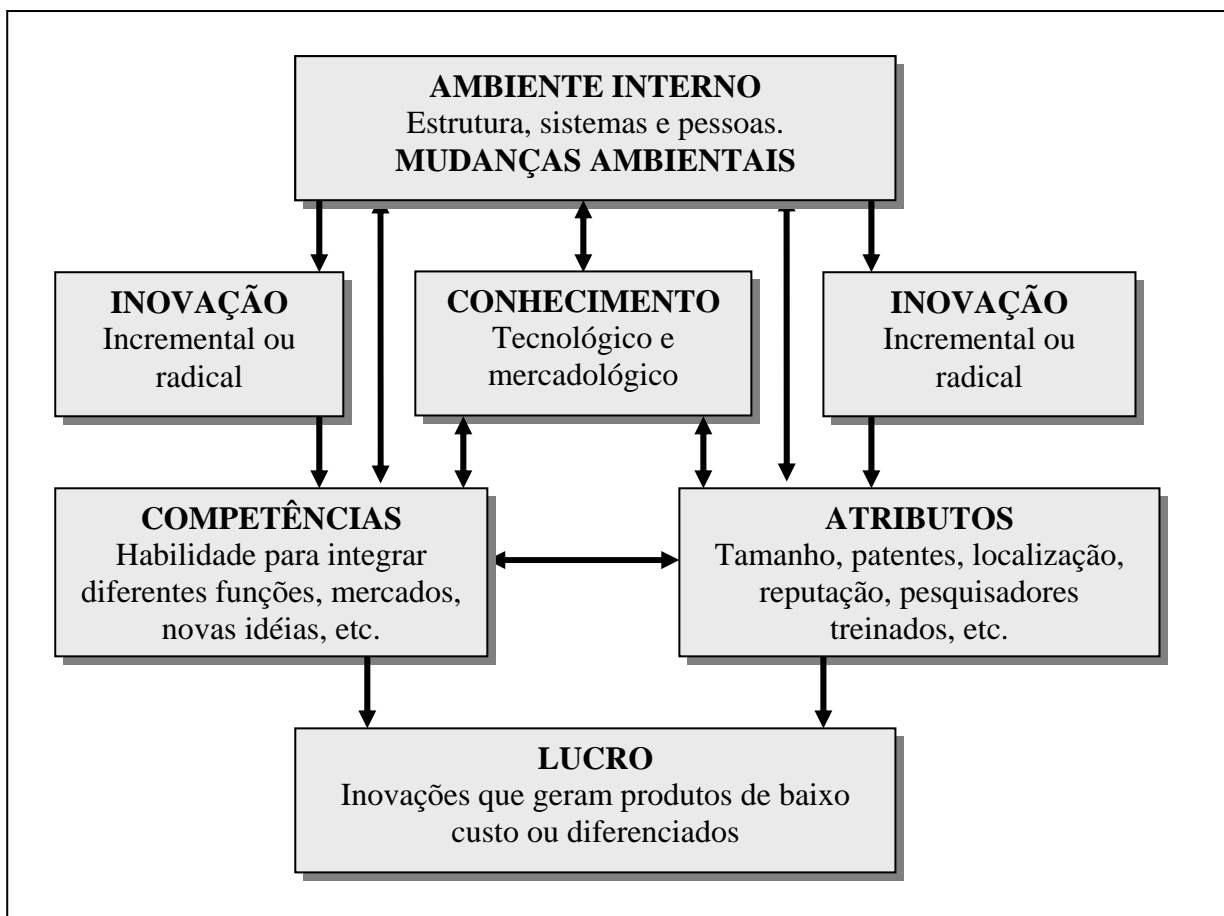 AMBIENTE INTERNO
Estrutura, sistemas e pessoas.
MUDANÇAS AMBIENTAIS
INOVAÇÃO
Incremental ou
radical
CONHECIMENTO
Tecnológico e
mercadológico
INOVAÇÃO
Incremental ou
radical
COMPETÊNCIAS
Habilidade para integrar
diferentes funções, mercados,
novas idéias, etc.
ATRIBUTOS
Tamanho, patentes, localização,
reputação, pesquisadores
treinados, etc.
LUCRO
Inovações que geram produtos de baixo
custo ou diferenciados